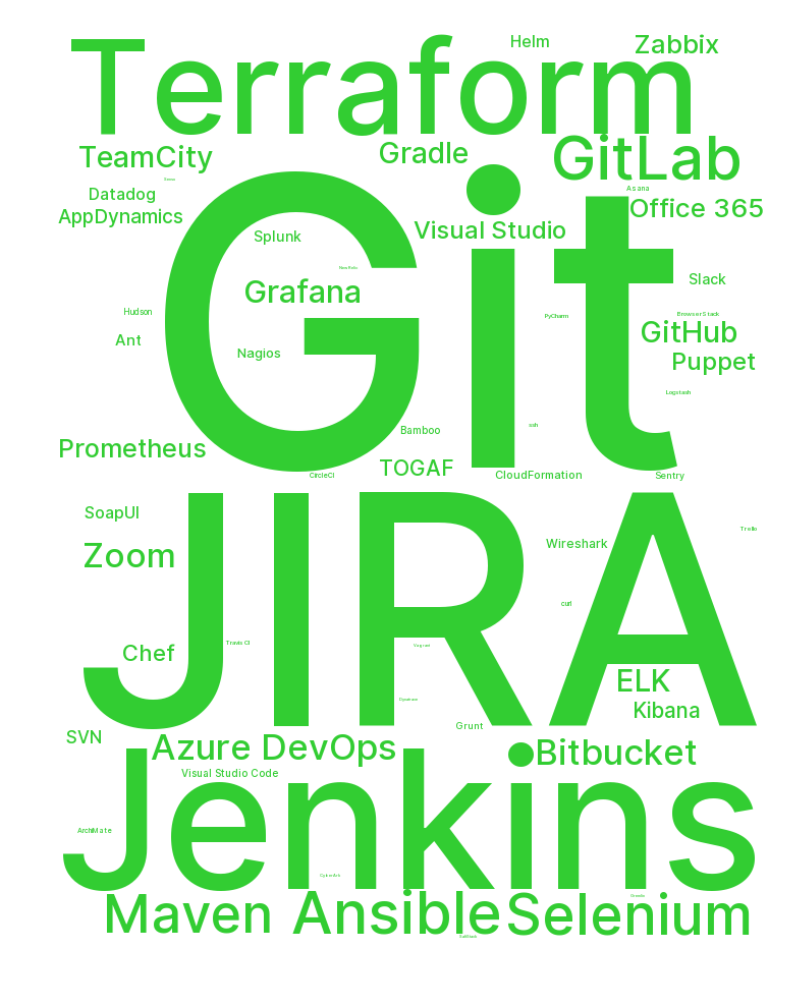 Terraform
Helm
Zabbix
TeamCity
Gradle
GitLab
Datadog
Asana
AppDynamics
Office 365
Git
Visual Studio
Splunk
Slack
Grafana
Hudson
PyCharm
BrowserStack
GitHub
Ant
Nagios
Puppet
Logstash
Bamboo
Prometheus
TOGAF
CircleCI
CloudFormation
Sentry
JIRA
SoapUI
Trello
Zoom
Wireshark
curl
Travis CI
Chef
ELK
Kibana
Grunt
SVN
Azure DevOps
Bitbucket
Visual Studio Code
Jenkins
ArchiMate
CyberArk
Maven
Ansible
Selenium